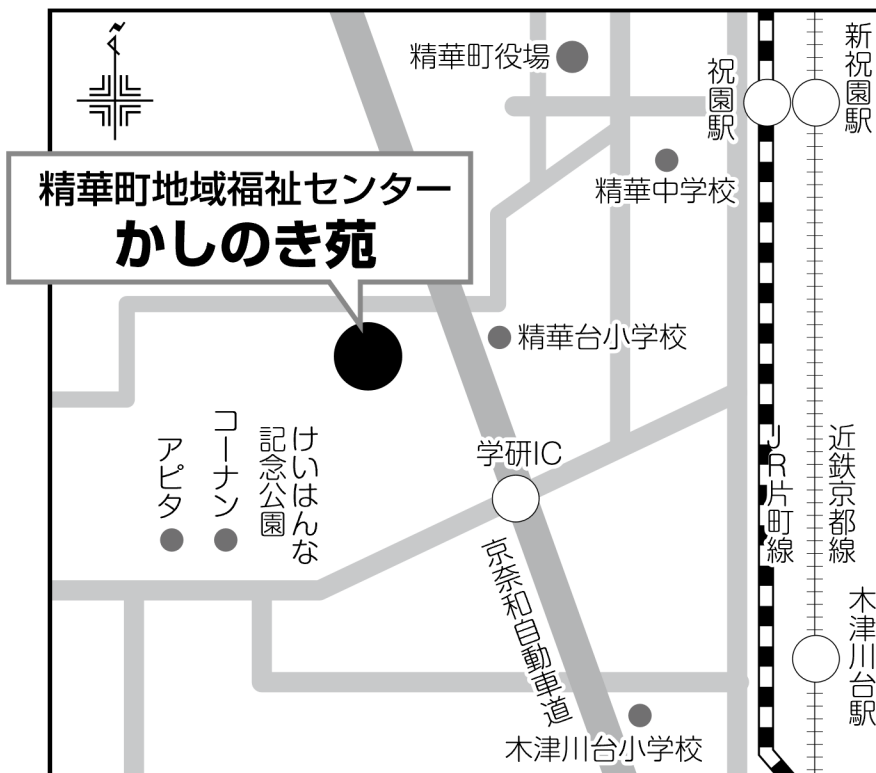 精華町役場
祝園駅
新祝園駅
精華中学校
精華町地域福祉センター
かしのき苑
精華台小学校
アピタ
コーナン
けいはんな
記念公園
学研IC
京奈和自動車道
JR片町線
近鉄京都線
木津川台駅
木津川台小学校